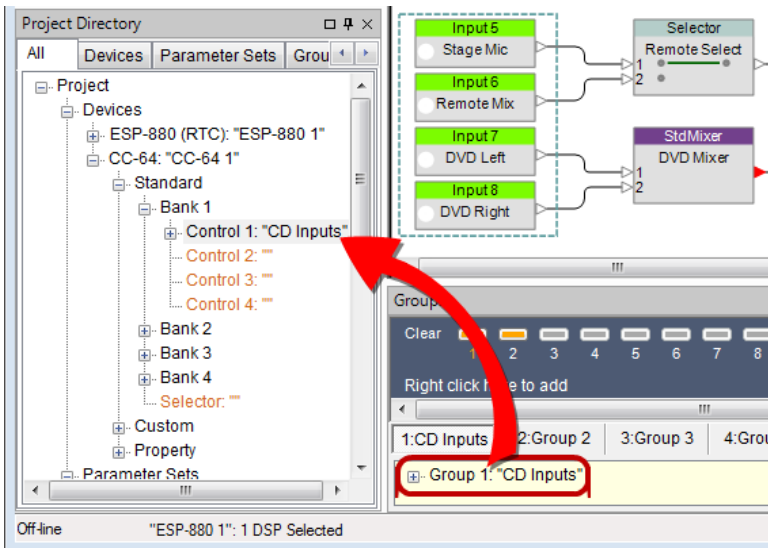 Project Directory
All Devices Parameter Sets Grou
Project
Devices
ESP-880 (RTC): "ESP-880 1"
CC-64: "CC-64 1"
Standard
Bank 1
Control 1: "CD Inputs"
Control 2: ""
Control 3: ""
Control 4: ""
Bank 2
Bank 3
Bank 4
Selector: ""
Custom
Property
Parameter Sets
Input 5
Stage Mic
Input 6
Remote Mix
Input 7
DVD Left
Input 8
DVD Right
Selector
Remote Select
1
2
StdMixer
DVD Mixer
1
2
Group
Clear
1 2 3 4 5 6 7 8
Right click here to add
1:CD Inputs 2:Group 2 3:Group 3 4:Grou
Group 1: "CD Inputs"
Off-line "ESP-880 1": 1 DSP Selected